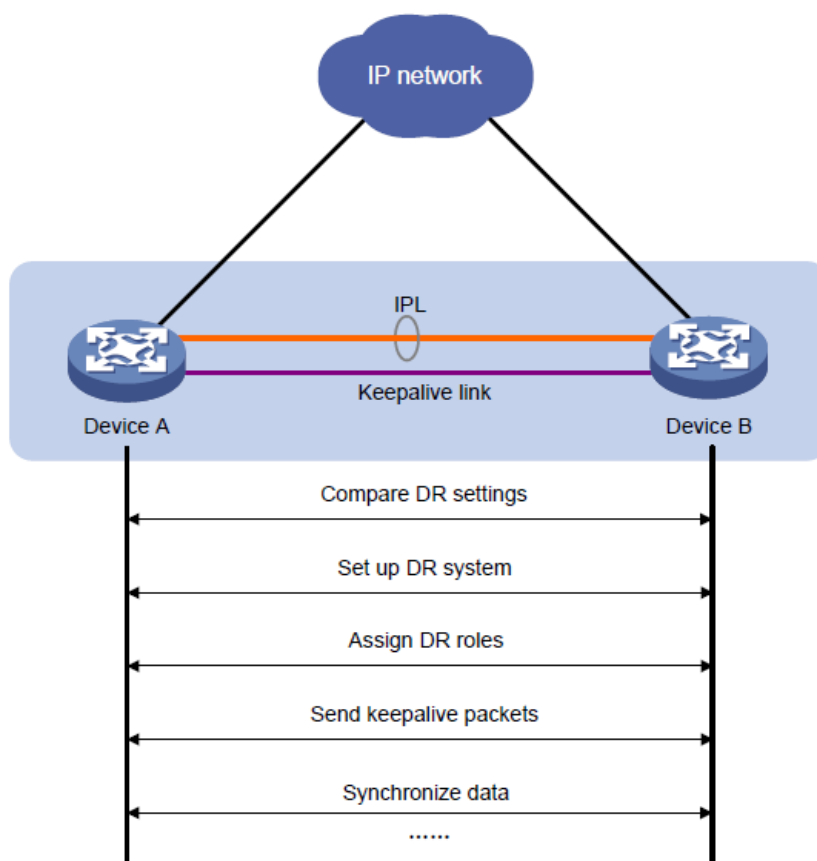 IP network
IPL
Keepalive link
Device A
Device B
Compare DR settings
Set up DR system
Assign DR roles
Send keepalive packets
Synchronize data
......